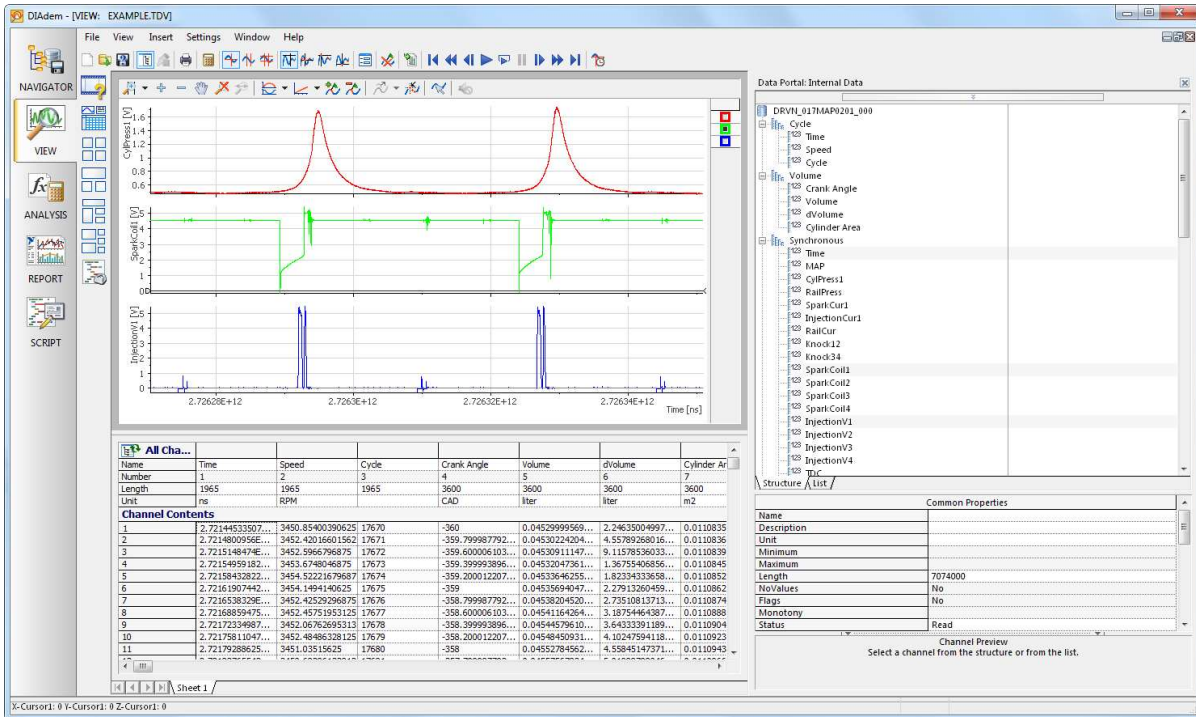 DIAdem - [VIEW: EXAMPLE.TDV]
File View Insert Settings Window Help
NAVIGATOR
VIEW
ANALYSIS
REPORT
SCRIPT
CylPress1 [V]
1.6
1.4
1.2
1
0.8
0.6
SparkCoil1 [V]
5
4
3
2
1
0
InjectionV1 [V]
5
4
3
2
1
0
2.72628E+12 2.7263E+12 2.72632E+12 2.72634E+12
Time [ns]
All Cha...
Name Time Speed Cycle Crank Angle Volume dVolume Cylinder Ar
Number 1 2 3 4 5 6 7
Length 1965 1965 1965 3600 3600 3600 3600
Unit ns RPM CAD liter liter m2
Channel Contents
1 2.72144533507... 3450.85400390625 17670 -360 0.04529999569... 2.24635004997... 0.0110835
2 2.7214800956E... 3452.42016601562 17671 -359.799987792... 0.04530224204... 4.55789268016... 0.0110836
3 2.7215148474E... 3452.5966796875 17672 -359.600006103... 0.04530911147... 9.11578536033... 0.0110839
4 2.72154959182... 3453.6748046875 17673 -359.399993896... 0.04532047361... 1.36755406856... 0.0110845
5 2.72158432822... 3454.52221679687 17674 -359.200012207... 0.04533646255... 1.82334333658... 0.0110852
6 2.72161907442... 3454.1494140625 17675 -359 0.04535694047... 2.27913260459... 0.0110862
7 2.7216538329E... 3452.42529296875 17676 -358.799987792... 0.04538204520... 2.73510813713... 0.0110874
8 2.72168859475... 3452.45751953125 17677 -358.600006103... 0.04541164264... 3.18754464387... 0.0110888
9 2.72172334987... 3452.06762695313 17678 -358.399993896... 0.04544579610... 3.64333391189... 0.0110904
10 2.72175811047... 3452.48486328125 17679 -358.200012207... 0.04548450931... 4.10247594118... 0.0110923
11 2.72179288625... 3451.03515625 17680 -358 0.04552784562... 4.55845147371... 0.0110943
Sheet 1
X-Cursor1: 0 Y-Cursor1: 0 Z-Cursor1: 0
Data Portal: Internal Data
DRVN_017MAP0201_000
Cycle
Time
Speed
Cycle
Volume
Crank Angle
Volume
dVolume
Cylinder Area
Synchronous
Time
MAP
CylPress1
RailPress
SparkCur1
InjectionCur1
RailCur
Knock12
Knock34
SparkCoil1
SparkCoil2
SparkCoil3
SparkCoil4
InjectionV1
InjectionV2
InjectionV3
InjectionV4
TDC
Structure List
Common Properties
Name
Description
Unit
Minimum
Maximum
Length 7074000
NoValues No
Flags No
Monotony
Status Read
Channel Preview
Select a channel from the structure or from the list.